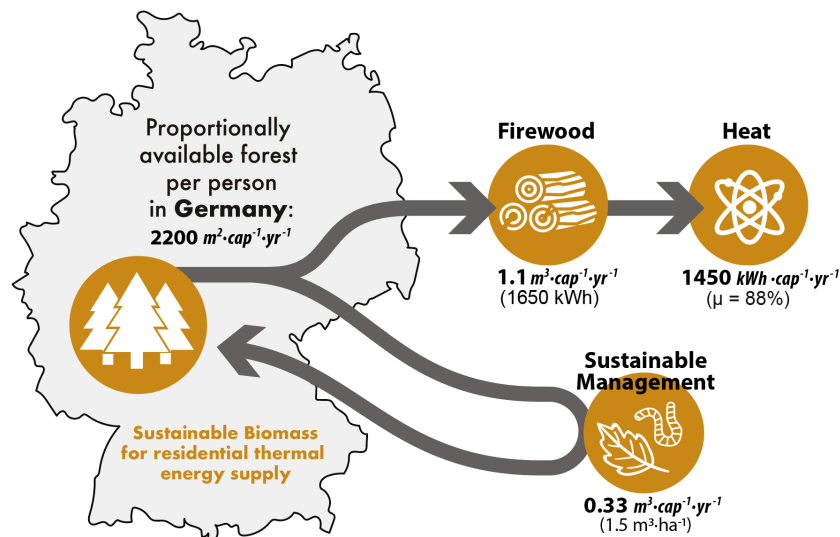 Proportionally
available forest
per person
in Germany:
2200 m²·cap⁻¹·yr⁻¹
Firewood
1.1 m³·cap⁻¹·yr⁻¹
(1650 kWh)
Heat
1450 kWh·cap⁻¹·yr⁻¹
(μ = 88%)
Sustainable
Management
0.33 m³·cap⁻¹·yr⁻¹
(1.5 m³·ha⁻¹)
Sustainable Biomass
for residential thermal
energy supply